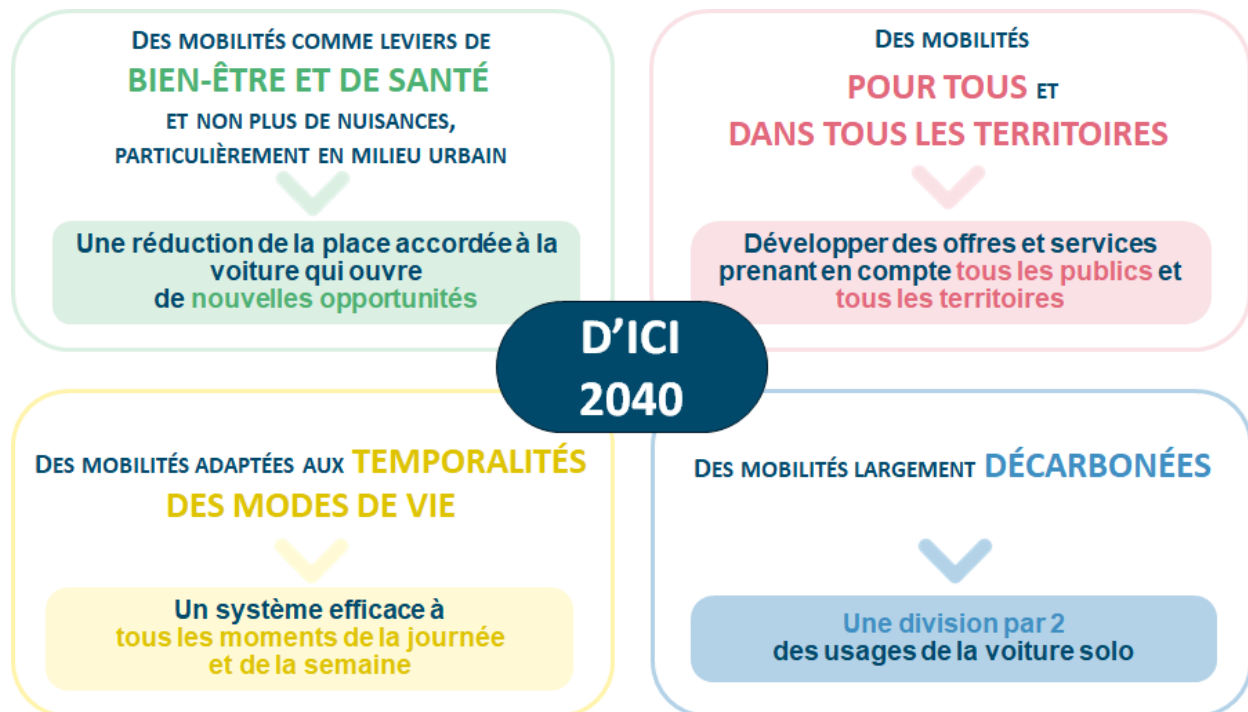 DES MOBILITÉS COMME LEVIERS DE
BIEN-ÊTRE ET DE SANTÉ
ET NON PLUS DE NUISANCES,
PARTICULIÈREMENT EN MILIEU URBAIN
Une réduction de la place accordée à la
voiture qui ouvre
de nouvelles opportunités
DES MOBILITÉS
POUR TOUS ET
DANS TOUS LES TERRITOIRES
Développer des offres et services
prenant en compte tous les publics et
tous les territoires
D'ICI
2040
DES MOBILITÉS ADAPTÉES AUX TEMPORALITÉS
DES MODES DE VIE
Un système efficace à
tous les moments de la journée
et de la semaine
DES MOBILITÉS LARGEMENT DÉCARBONÉES
Une division par 2
des usages de la voiture solo